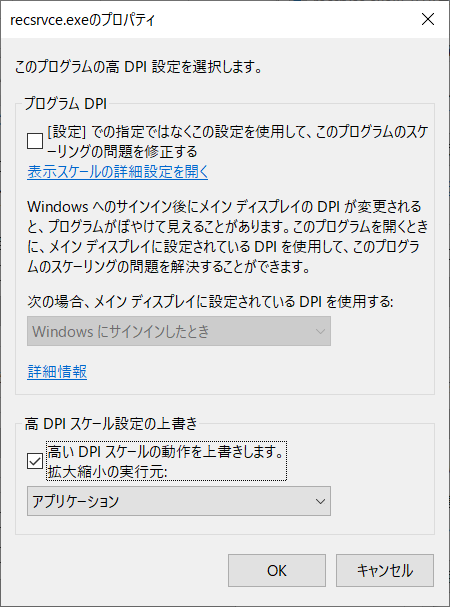 recsrvce.exeのプロパティ
このプログラムの高 DPI 設定を選択します。
プログラム DPI
[設定] での指定ではなくこの設定を使用して、このプログラムのスケ
ーリングの問題を修正する
表示スケールの詳細設定を開く
Windows へのサインイン後にメイン ディスプレイの DPI が変更される
と、プログラムがぼやけて見えることがあります。このプログラムを開くとき
に、メイン ディスプレイに設定されている DPI を使用して、このプログラ
ムのスケーリングの問題を解決することができます。
次の場合、メイン ディスプレイに設定されている DPI を使用する:
Windows にサインインしたとき
詳細情報
高 DPI スケール設定の上書き
高い DPI スケールの動作を上書きします。
拡大縮小の実行元:
アプリケーション
OK
キャンセル